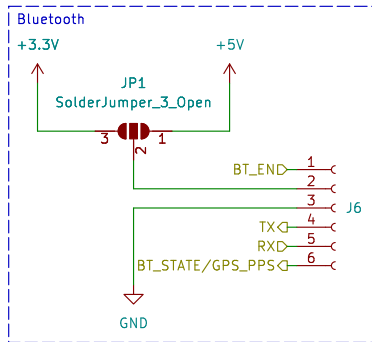 Bluetooth
+3.3V
+5V
JP1
SolderJumper_3_Open
3
2
1
BT_EN 1
2
3
J6
TX 4
RX 5
BT_STATE/GPS_PPS 6
GND